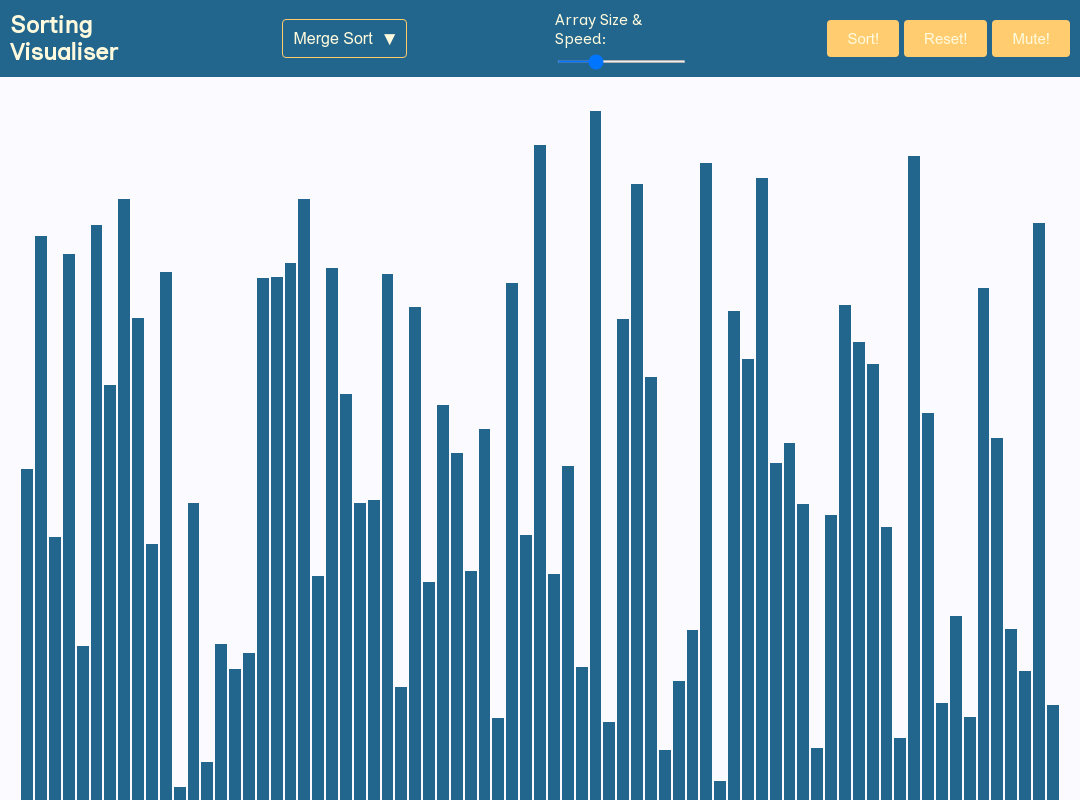 Sorting
Visualiser
Merge Sort ▼
Array Size &
Speed:
Sort!
Reset!
Mute!